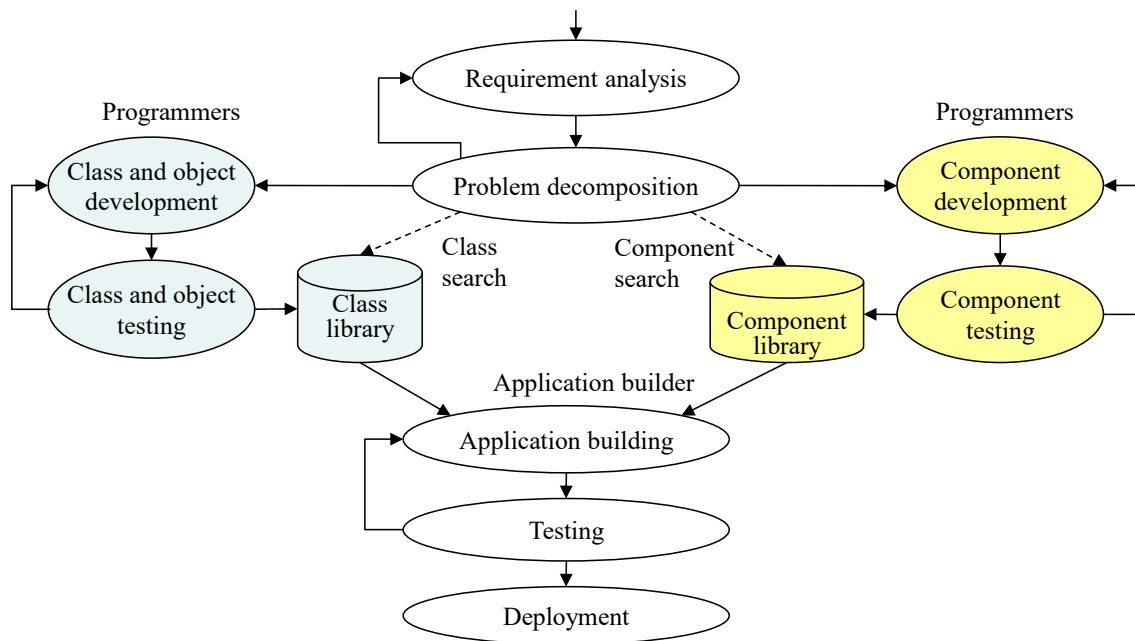 Requirement analysis
Programmers
Programmers
Class and object
development
Problem decomposition
Component
development
Class
search
Component
search
Class and object
testing
Class
library
Component
library
Component
testing
Application builder
Application building
Testing
Deployment